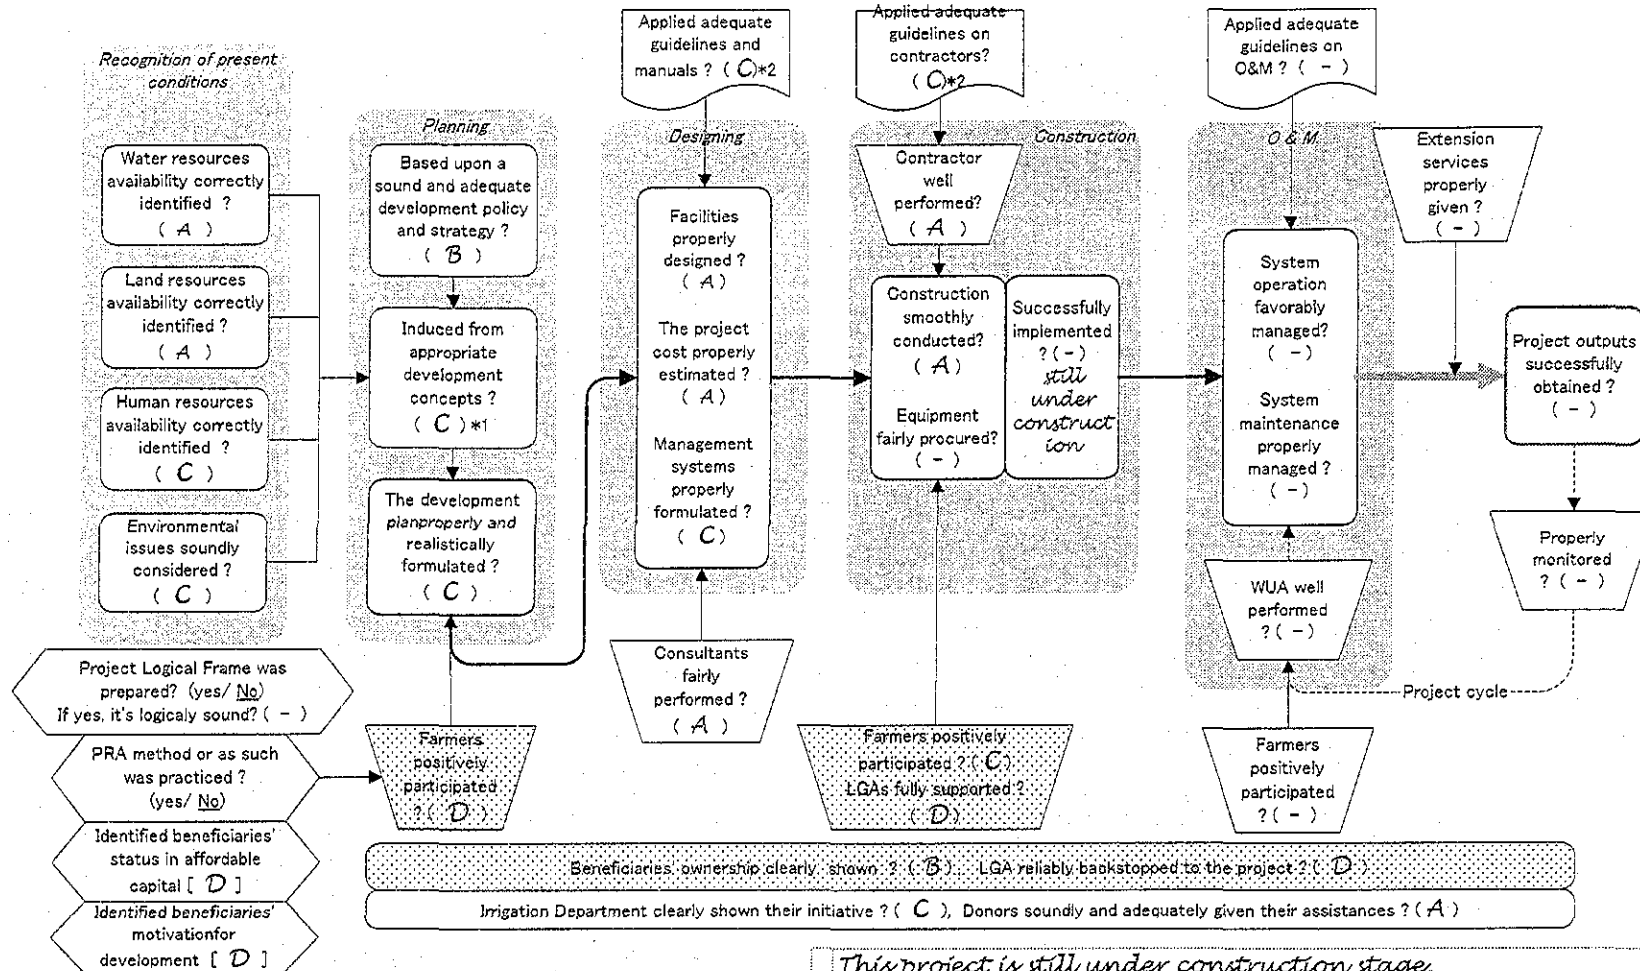 Recognition of present
conditions
Water resources
availability correctly
identified ?
( A )
Land resources
availability correctly
identified ?
( A )
Human resources
availability correctly
identified ?
( C )
Environmental
issues soundly
considered ?
( C )
Planning
Based upon a
sound and adequate
development policy
and strategy ?
( B )
Induced from
appropriate
development
concepts ?
( C )*1
The development
planproperly and
realistically
formulated ?
( C )
Applied adequate
guidelines and
manuals ? ( C)*2
Designing
Facilities
properly
designed ?
( A )
The project
cost properly
estimated ?
( A )
Management
systems
properly
formulated ?
( C )
Consultants
fairly
performed ?
( A )
Applied adequate
guidelines on
contractors?
( C)*2
Construction
Contractor
well
performed?
( A )
Construction
smoothly
conducted?
( A )
Equipment
fairly procured?
( - )
Successfully
implemented
? ( - )
still
under
construct
ion
Applied adequate
guidelines on
O&M ? ( - )
O & M
Extension
services
properly
given ?
( - )
System
operation
favorably
managed?
( - )
System
maintenance
properly
managed ?
( - )
WUA well
performed
? ( - )
Project outputs
successfully
obtained ?
( - )
Properly
monitored
? ( - )
Project cycle
Project Logical Frame was
prepared? (yes/ No)
If yes, it's logicaly sound? ( - )
PRA method or as such
was practiced ?
(yes/ No)
Identified beneficiaries'
status in affordable
capital [ D ]
Identified beneficiaries'
motivationfor
development [ D ]
Farmers
positively
participated
? ( D )
Farmers positively
participated ? ( C )
LGAs fully supported ?
( D )
Farmers
positively
participated
? ( - )
Beneficiaries' ownership clearly shown ? ( B ), LGA reliably backstopped to the project ? ( D )
Irrigation Department clearly shown their initiative ? ( C ), Donors soundly and adequately given their assistances ? ( A )
This project is still under construction stage.